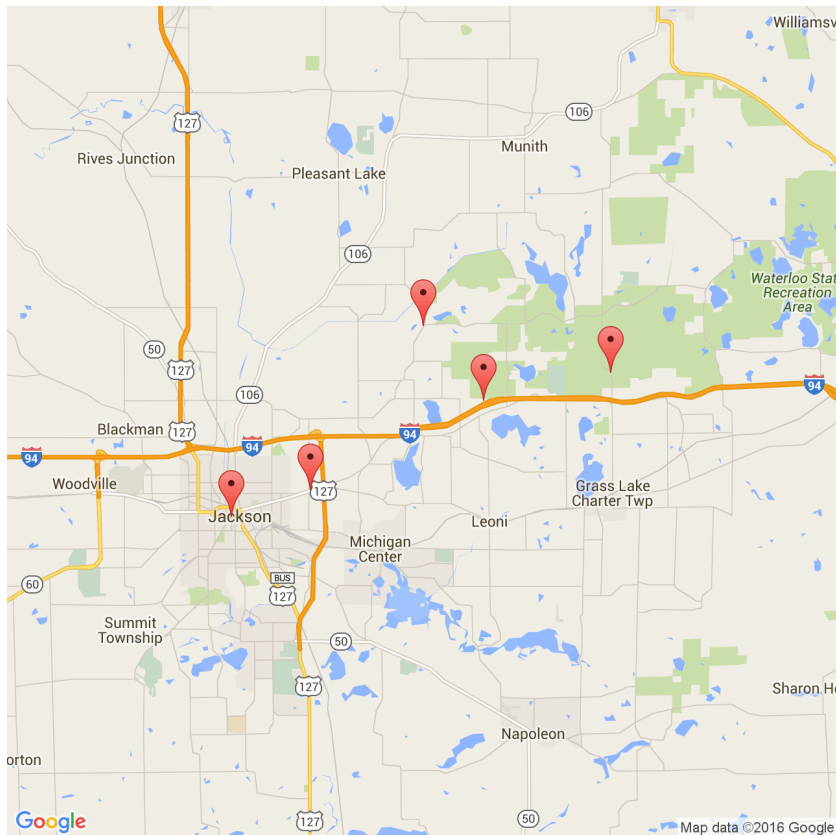 Williamsv
106
127
Munith
Rives Junction
Pleasant Lake
106
Waterloo Stat
Recreation
Area
50
127
94
106
Blackman
127
94
94
94
Woodville
127
Grass Lake
Charter Twp
Jackson
Leoni
Michigan
Center
BUS
127
60
Summit
Township
50
127
Sharon Ho
Napoleon
orton
127
50
Google
Map data ©2016 Google